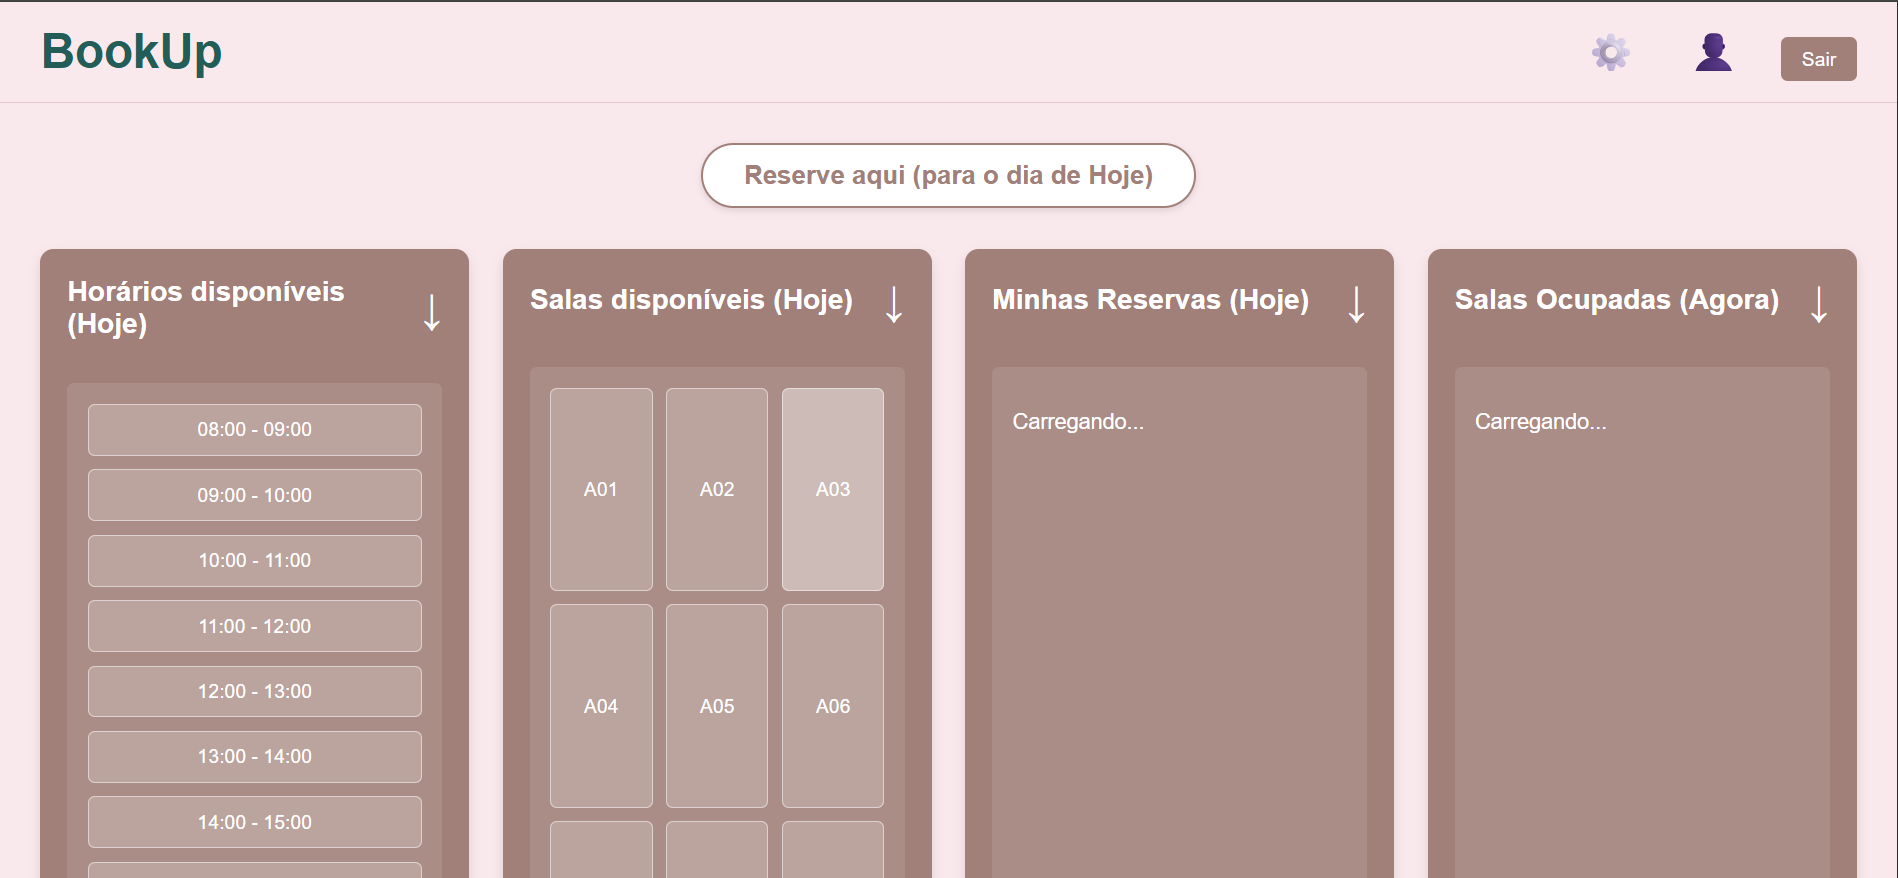 BookUp
Sair
Reserve aqui (para o dia de Hoje)
Horários disponíveis
(Hoje)
↓
08:00 - 09:00
09:00 - 10:00
10:00 - 11:00
11:00 - 12:00
12:00 - 13:00
13:00 - 14:00
14:00 - 15:00
Salas disponíveis (Hoje) ↓
A01 A02 A03
A04 A05 A06
Minhas Reservas (Hoje) ↓
Carregando...
Salas Ocupadas (Agora) ↓
Carregando...